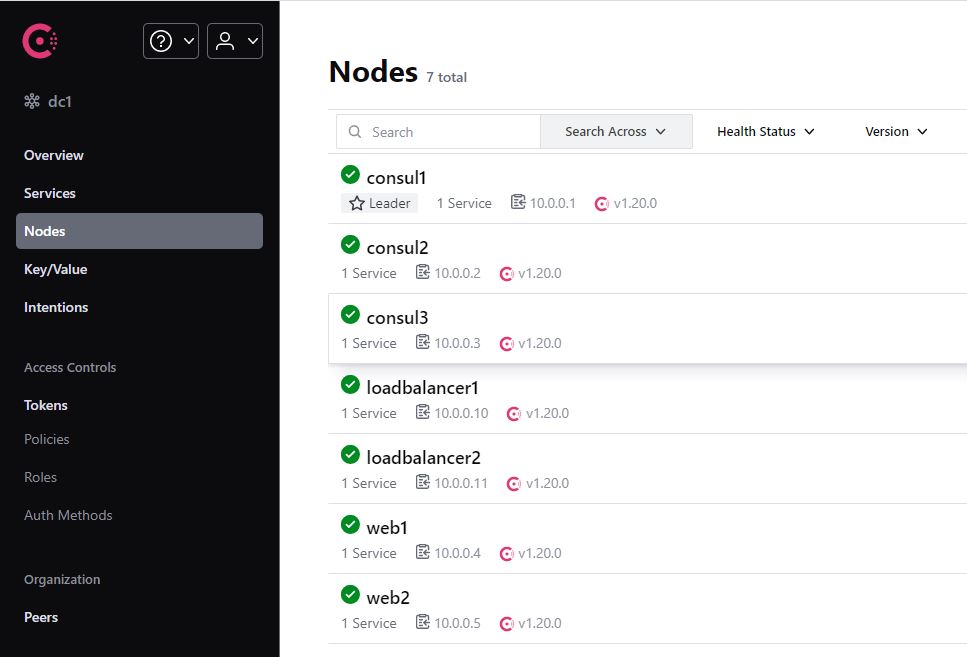 dc1
Overview
Services
Nodes
Key/Value
Intentions
Access Controls
Tokens
Policies
Roles
Auth Methods
Organization
Peers
Nodes 7 total
Search Search Across Health Status Version
consul1
Leader 1 Service 10.0.0.1 v1.20.0
consul2
1 Service 10.0.0.2 v1.20.0
consul3
1 Service 10.0.0.3 v1.20.0
loadbalancer1
1 Service 10.0.0.10 v1.20.0
loadbalancer2
1 Service 10.0.0.11 v1.20.0
web1
1 Service 10.0.0.4 v1.20.0
web2
1 Service 10.0.0.5 v1.20.0